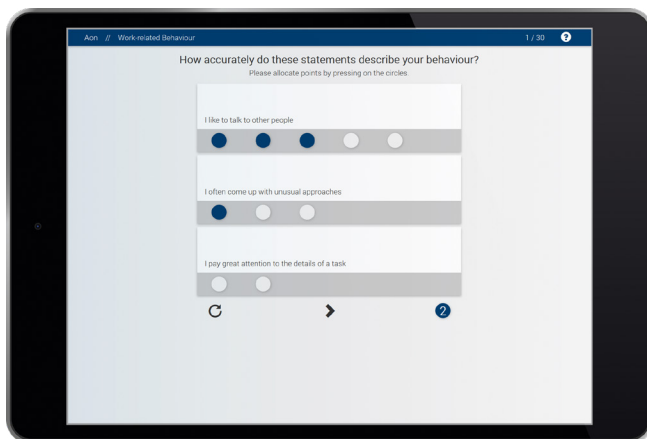 Aon // Work-related Behaviour 1 / 30 ?
How accurately do these statements describe your behaviour?
Please allocate points by pressing on the circles
I like to talk to other people
I often come up with unusual approaches
I pay great attention to the details of a task
2